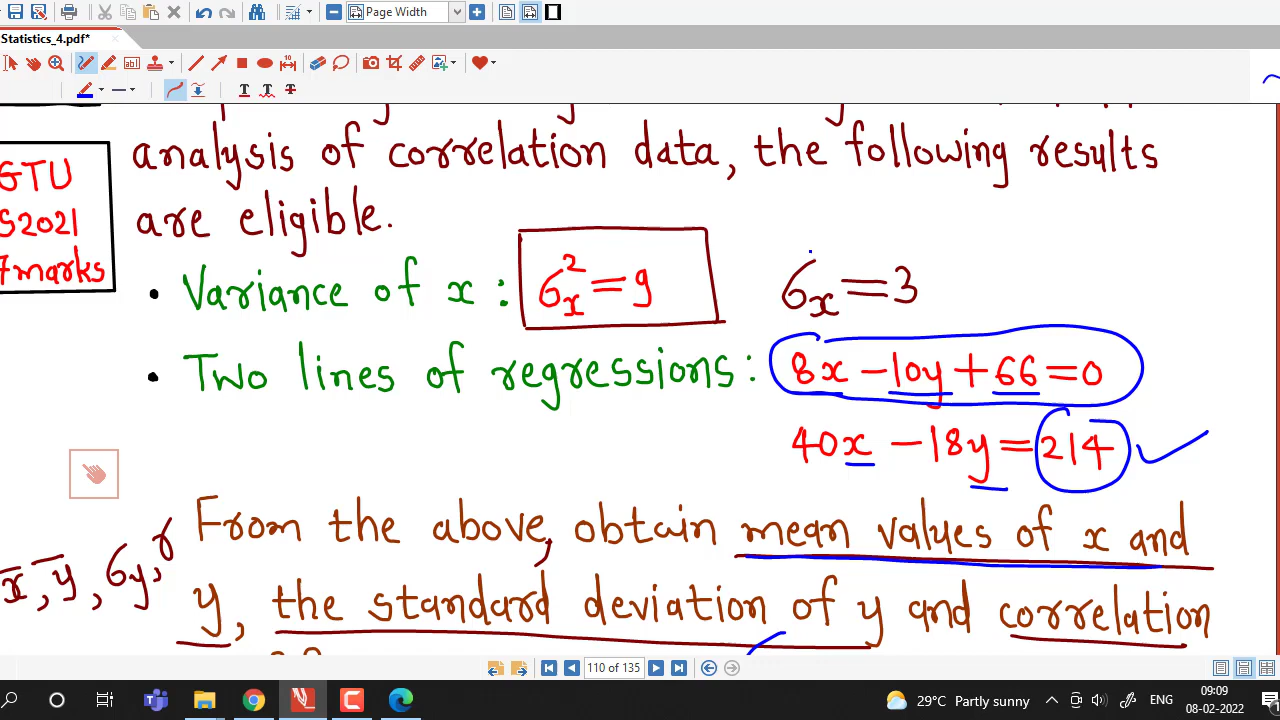 Page Width
Statistics_4.pdf*
analysis of correlation data, the following results
GTU
S2021
7marks
are eligible.
• Variance of x : σx² = 9
σx = 3
• Two lines of regressions: 8x - 10y + 66 = 0
40x - 18y = 214
From the above, obtain mean values of x and
x̄, ȳ, σy, r
y, the standard deviation of y and correlation
110 of 135
29°C Partly sunny
ENG
09:09
08-02-2022